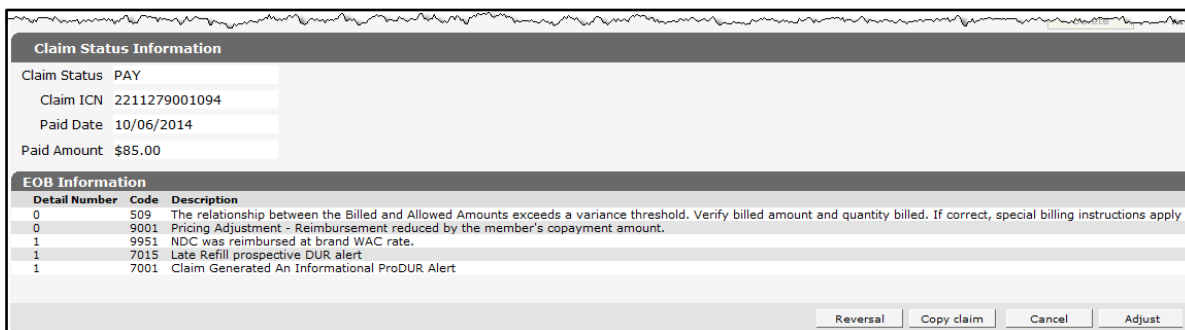 Claim Status Information
Claim Status PAY
Claim ICN 2211279001094
Paid Date 10/06/2014
Paid Amount $85.00
EOB Information
Detail Number Code Description
0 509 The relationship between the Billed and Allowed Amounts exceeds a variance threshold. Verify billed amount and quantity billed. If correct, special billing instructions apply
0 9001 Pricing Adjustment - Reimbursement reduced by the member's copayment amount.
1 9951 NDC was reimbursed at brand WAC rate.
1 7015 Late Refill prospective DUR alert
1 7001 Claim Generated An Informational ProDUR Alert
Reversal Copy claim Cancel Adjust